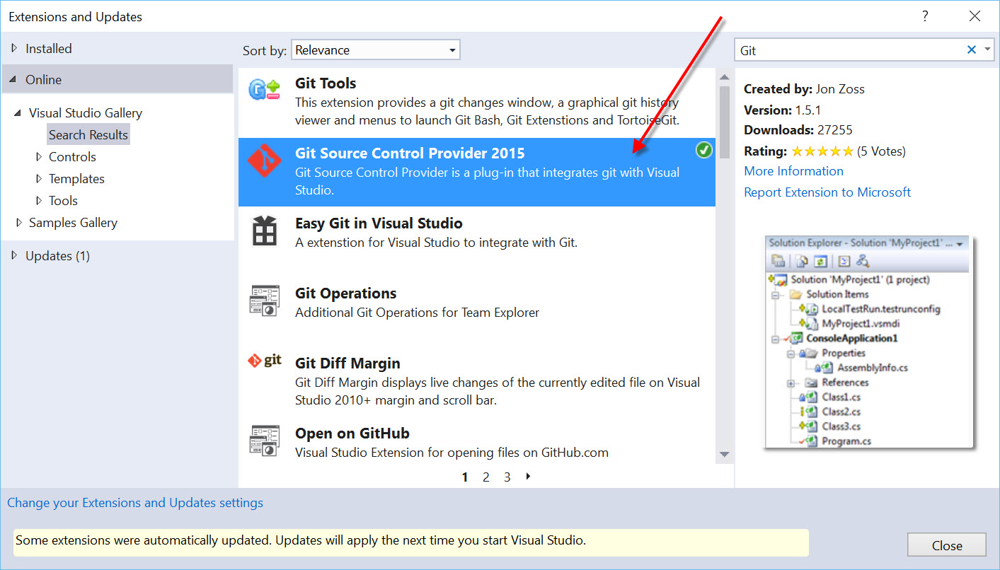 Extensions and Updates
?
Installed
Online
Visual Studio Gallery
Search Results
Controls
Templates
Tools
Samples Gallery
Updates (1)
Sort by: Relevance
Git Tools
This extension provides a git changes window, a graphical git history
viewer and menus to launch Git Bash, Git Extenstions and TortoiseGit.
Git Source Control Provider 2015
Git Source Control Provider is a plug-in that integrates git with Visual
Studio.
Easy Git in Visual Studio
A extenstion for Visual Studio to integrate with Git.
Git Operations
Additional Git Operations for Team Explorer
git
Git Diff Margin
Git Diff Margin displays live changes of the currently edited file on Visual
Studio 2010+ margin and scroll bar.
Open on GitHub
Visual Studio Extension for opening files on GitHub.com
1 2 3
Git
Created by: Jon Zoss
Version: 1.5.1
Downloads: 27255
Rating: (5 Votes)
More Information
Report Extension to Microsoft
Solution Explorer - Solution 'MyProject1' ...
Solution 'MyProject1' (1 project)
Solution Items
LocalTestRun.testrunconfig
MyProject1.vsmdi
ConsoleApplication1
Properties
AssemblyInfo.cs
References
Class1.cs
Class2.cs
Class3.cs
Program.cs
Change your Extensions and Updates settings
Some extensions were automatically updated. Updates will apply the next time you start Visual Studio.
Close